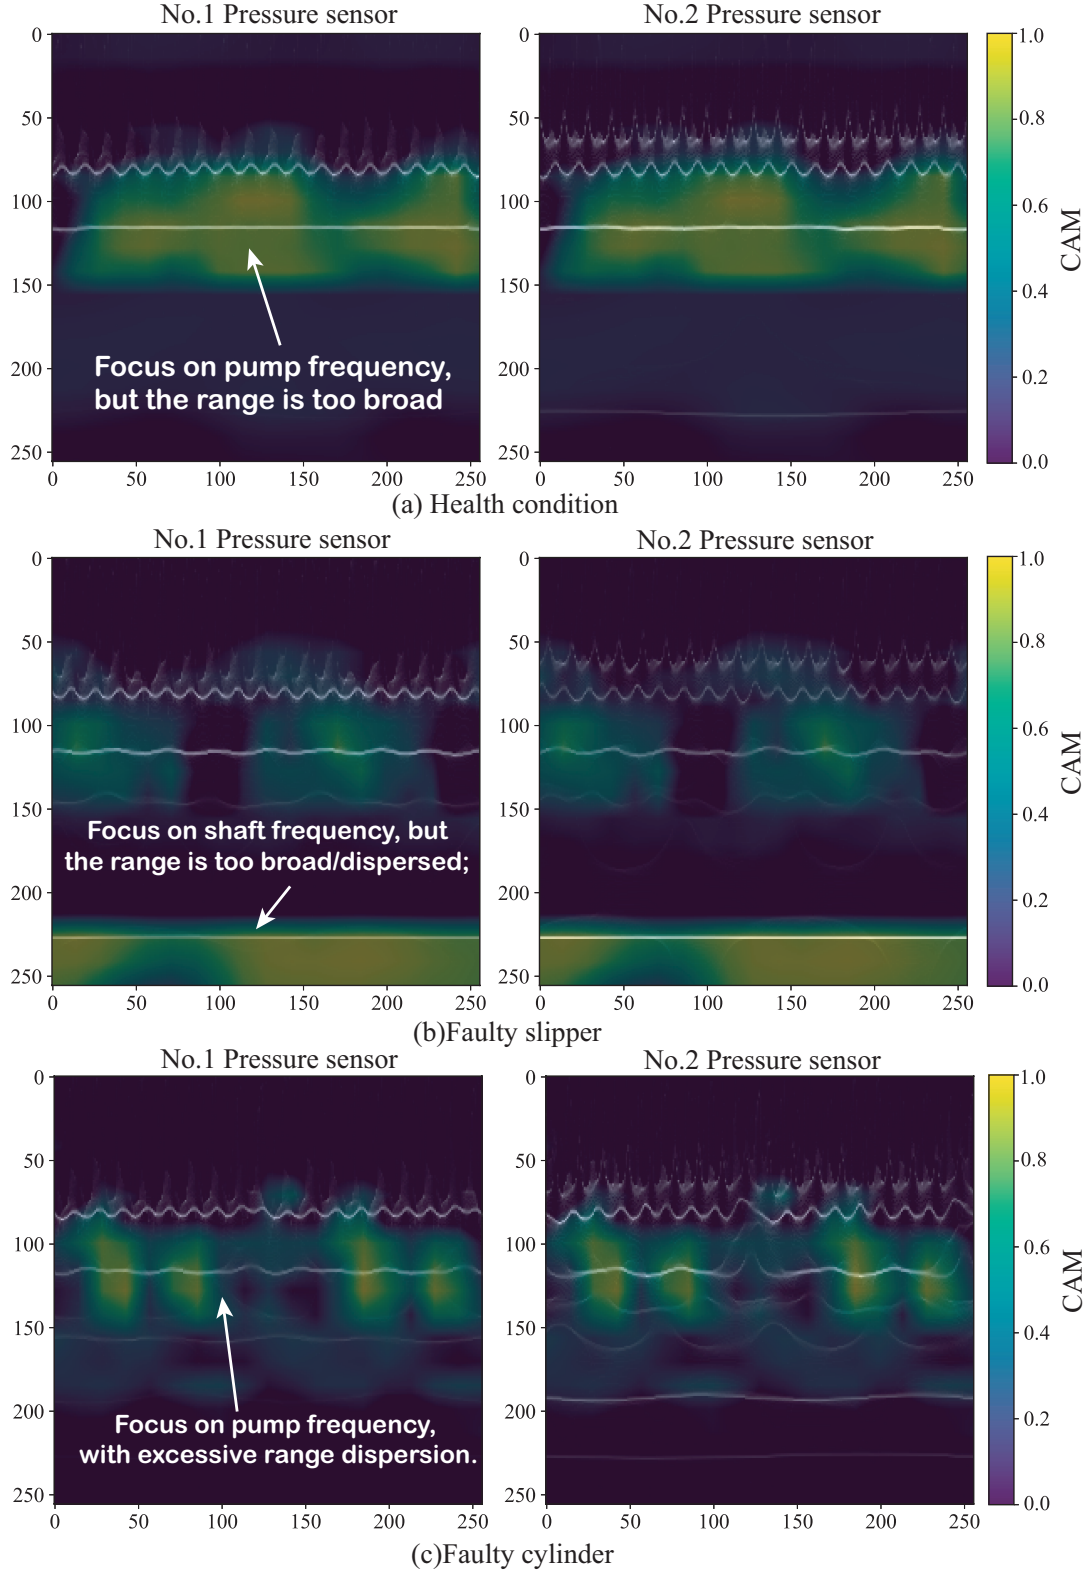 No.1 Pressure sensor
No.2 Pressure sensor
0
50
100
150
200
250
0
50
100
150
200
250
1.0
0.8
0.6
0.4
0.2
0.0
CAM
Focus on pump frequency,
but the range is too broad
0 50 100 150 200 250
0 50 100 150 200 250
(a) Health condition
No.1 Pressure sensor
No.2 Pressure sensor
0
50
100
150
200
250
0
50
100
150
200
250
1.0
0.8
0.6
0.4
0.2
0.0
CAM
Focus on shaft frequency, but
the range is too broad/dispersed;
0 50 100 150 200 250
0 50 100 150 200 250
(b)Faulty slipper
No.1 Pressure sensor
No.2 Pressure sensor
0
50
100
150
200
250
0
50
100
150
200
250
1.0
0.8
0.6
0.4
0.2
0.0
CAM
Focus on pump frequency,
with excessive range dispersion.
0 50 100 150 200 250
0 50 100 150 200 250
(c)Faulty cylinder